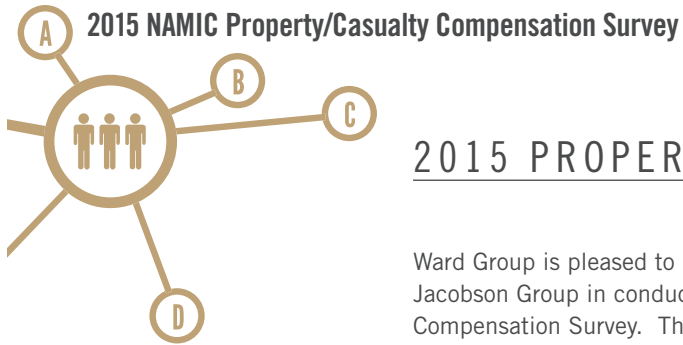 2015 NAMIC Property/Casualty Compensation Survey
A
B
C
D
2015 PROPER
Ward Group is pleased to
Jacobson Group in conduc
Compensation Survey. Th